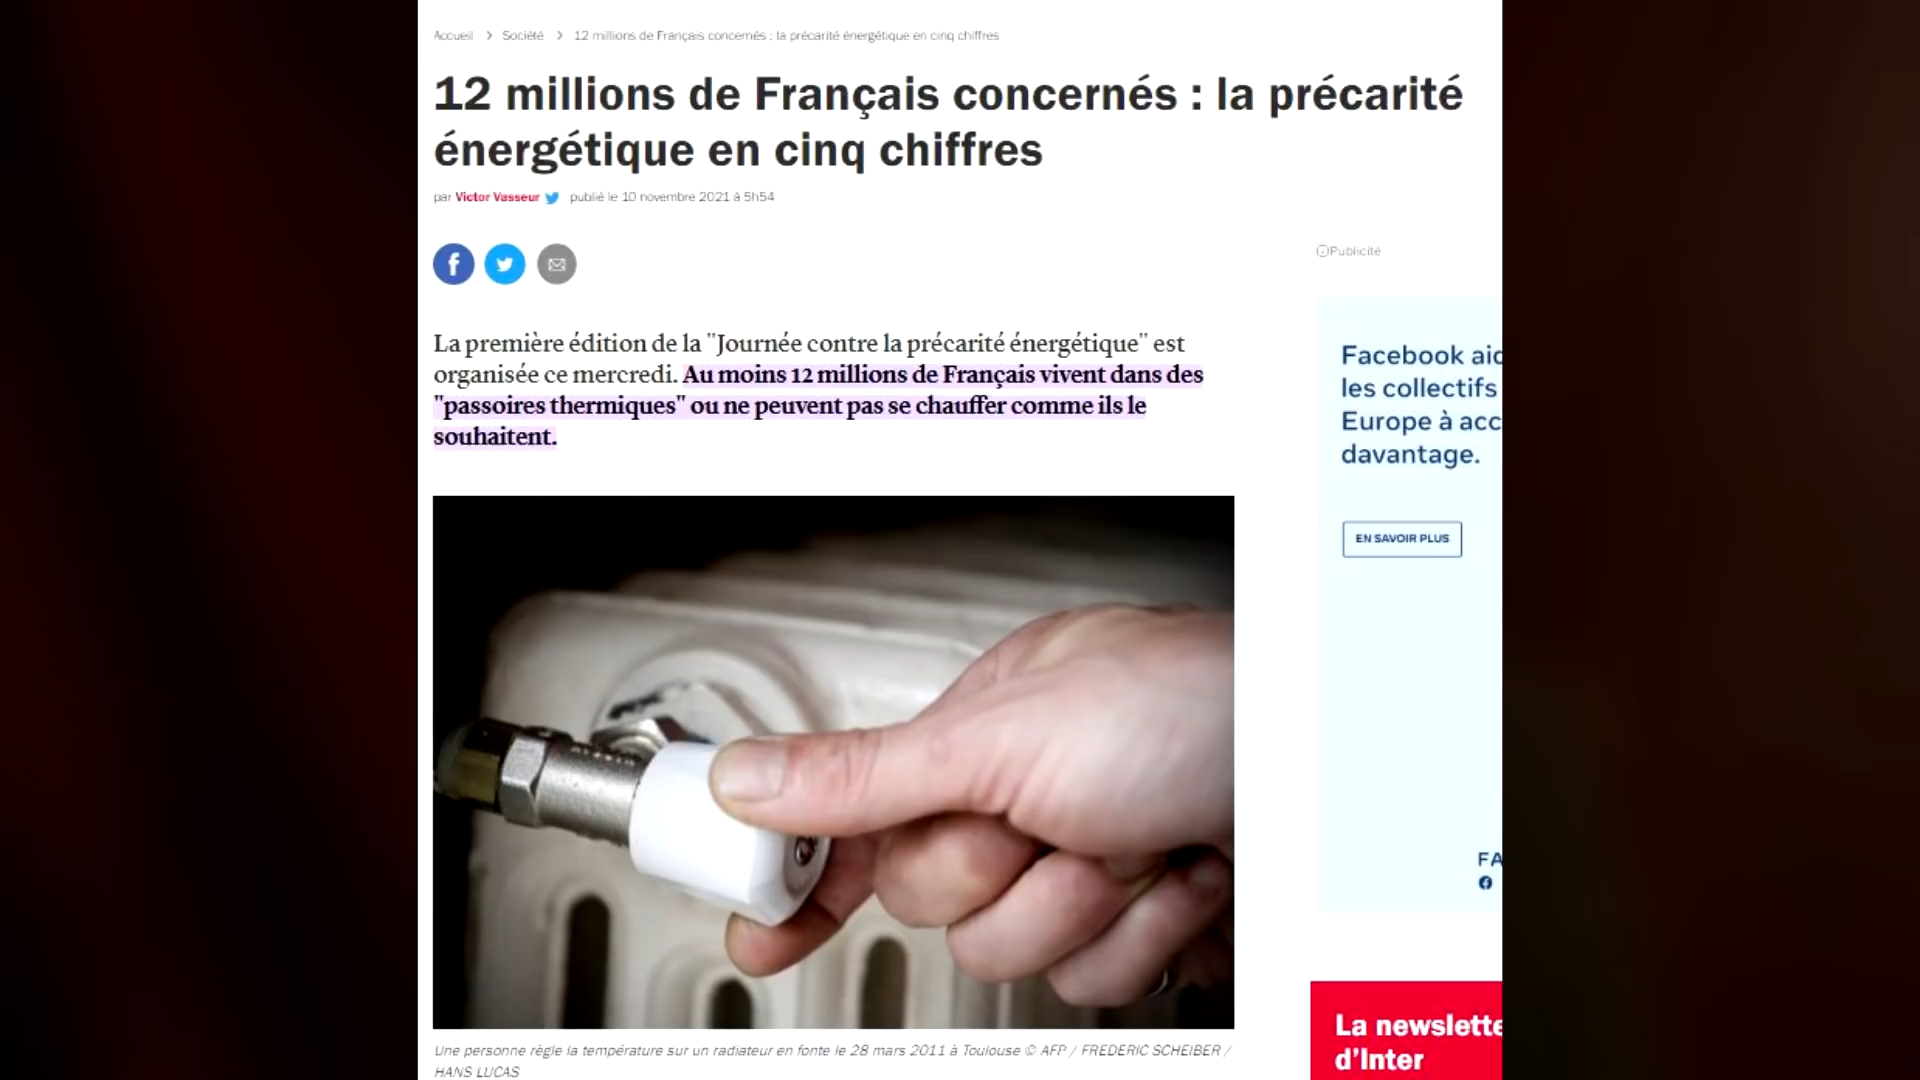 Accueil > Société > 12 millions de Français concernés : la précarité énergétique en cinq chiffres
12 millions de Français concernés : la précarité
énergétique en cinq chiffres
par Victor Vasseur publié le 10 novembre 2021 à 5h54
Publicité
La première édition de la "Journée contre la précarité énergétique" est
organisée ce mercredi. Au moins 12 millions de Français vivent dans des
"passoires thermiques" ou ne peuvent pas se chauffer comme ils le
souhaitent.
Facebook aid
les collectifs
Europe à acc
davantage.
EN SAVOIR PLUS
FA
La newslette
d'Inter
Une personne règle la température sur un radiateur en fonte le 28 mars 2011 à Toulouse © AFP / FREDERIC SCHEIBER /
HANS LUCAS